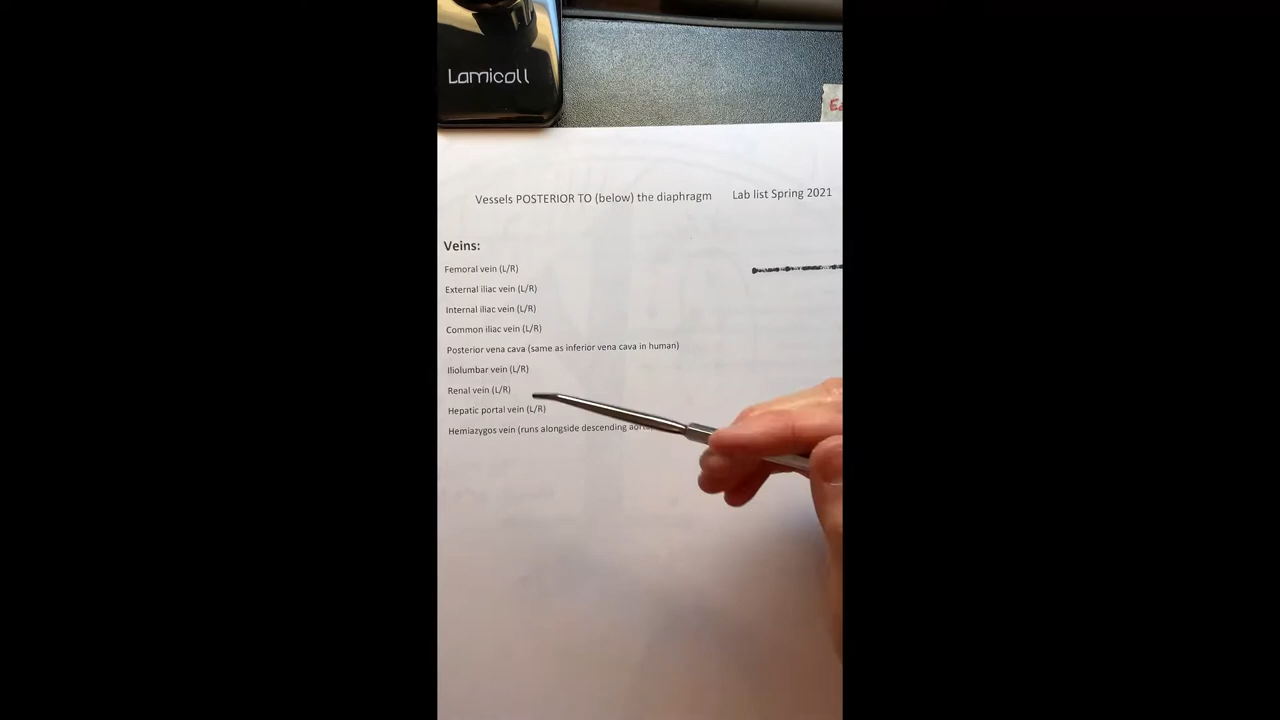 Lamicall
Vessels POSTERIOR TO (below) the diaphragm Lab list Spring 2021
Veins:
Femoral vein (L/R)
External iliac vein (L/R)
Internal iliac vein (L/R)
Common iliac vein (L/R)
Posterior vena cava (same as inferior vena cava in human)
Iliolumbar vein (L/R)
Renal vein (L/R)
Hepatic portal vein (L/R)
Hemiazygos vein (runs alongside descending